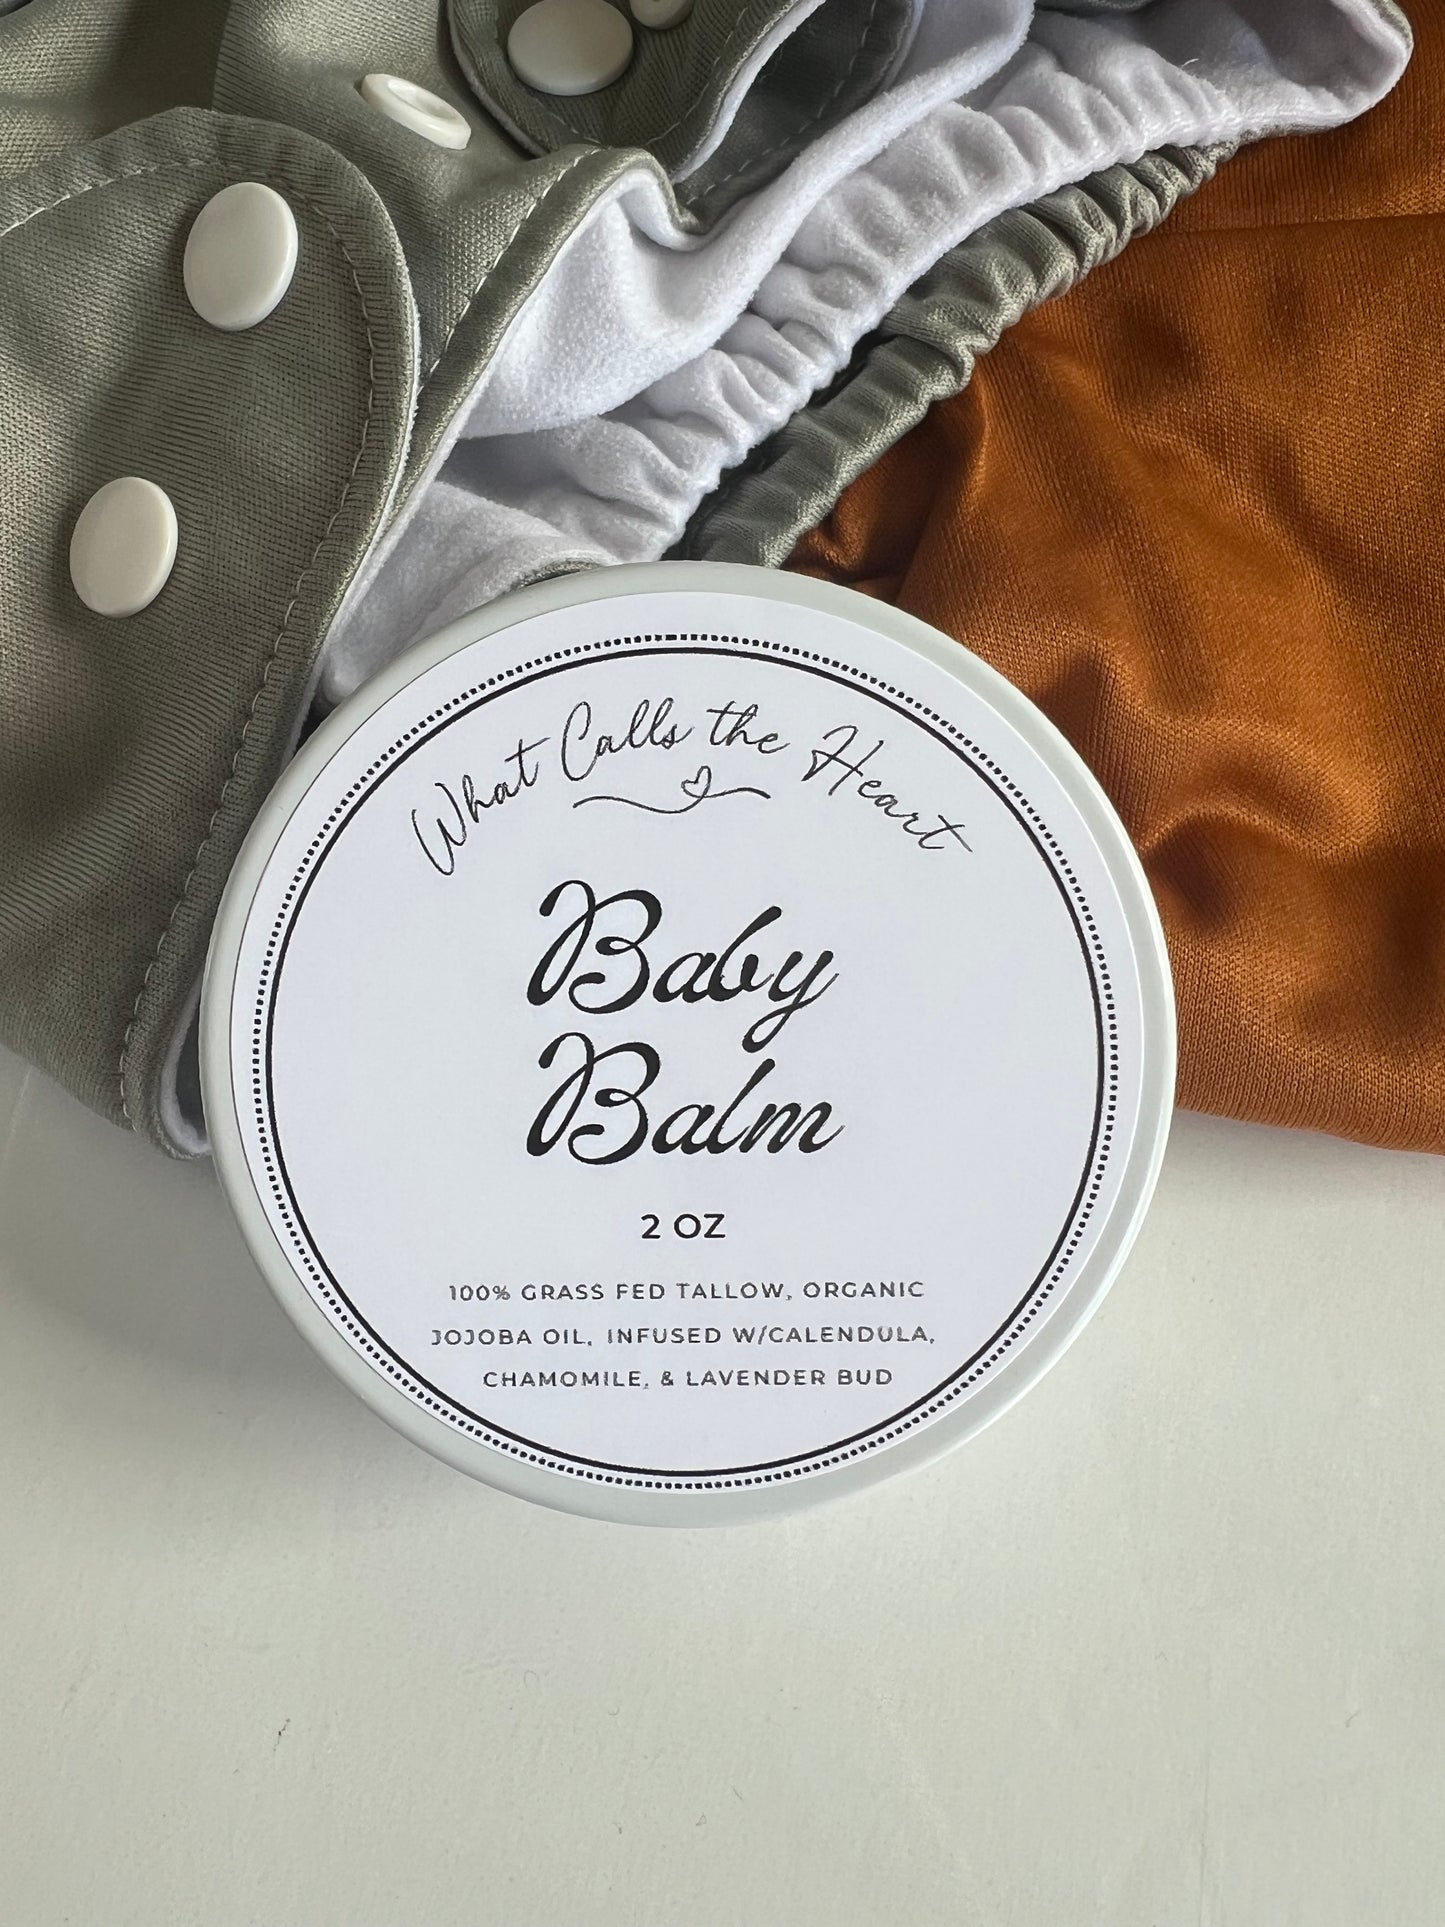 What Calls the Heart
Baby
Balm
2 OZ
100% GRASS FED TALLOW, ORGANIC
JOJOBA OIL, INFUSED W/CALENDULA,
CHAMOMILE, & LAVENDER BUD